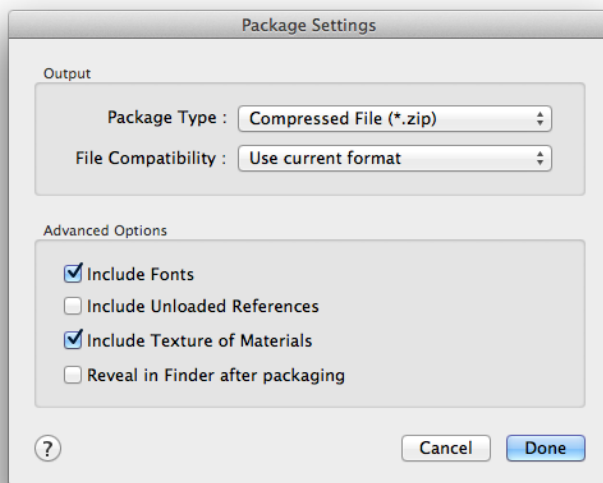 Package Settings
Output
Package Type : Compressed File (*.zip)
File Compatibility : Use current format
Advanced Options
Include Fonts
Include Unloaded References
Include Texture of Materials
Reveal in Finder after packaging
? Cancel Done